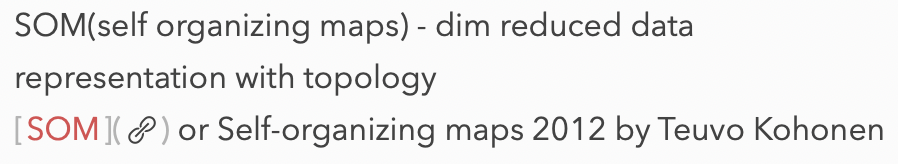 SOM(self organizing maps) - dim reduced data
representation with topology
[SOM](🔗) or Self-organizing maps 2012 by Teuvo Kohonen